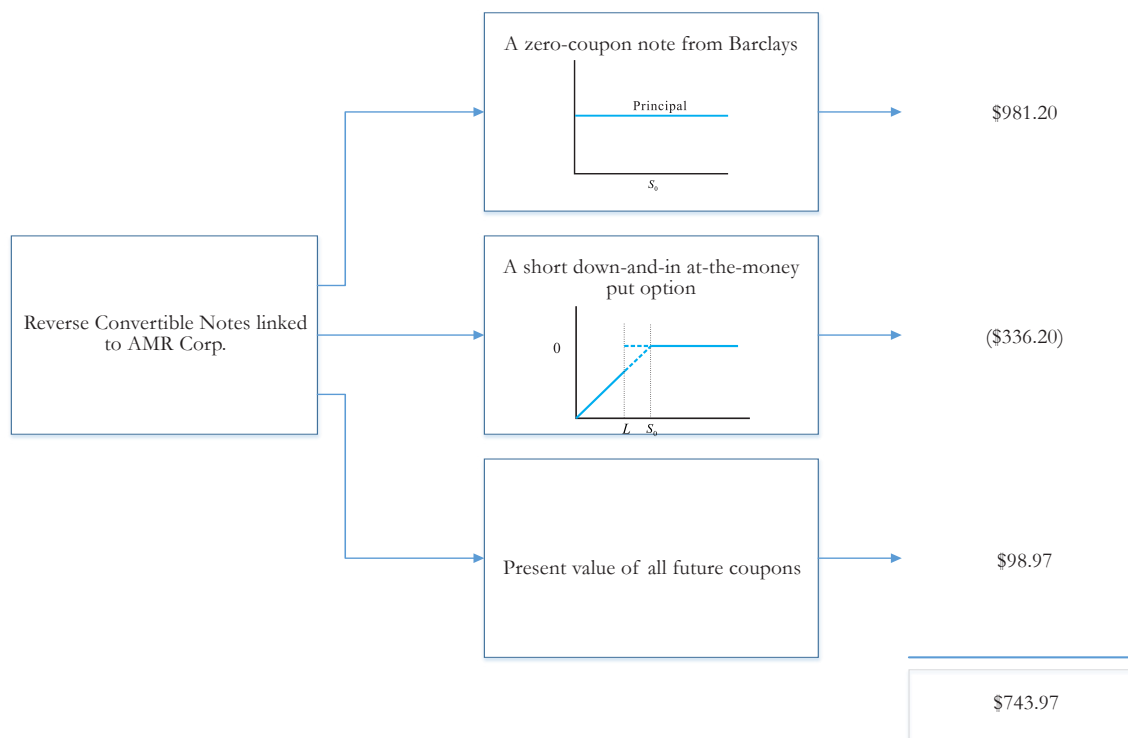 A zero-coupon note from Barclays
Principal
S₀
$981.20
Reverse Convertible Notes linked
to AMR Corp.
A short down-and-in at-the-money
put option
0
L S₀
($336.20)
Present value of all future coupons
$98.97
$743.97